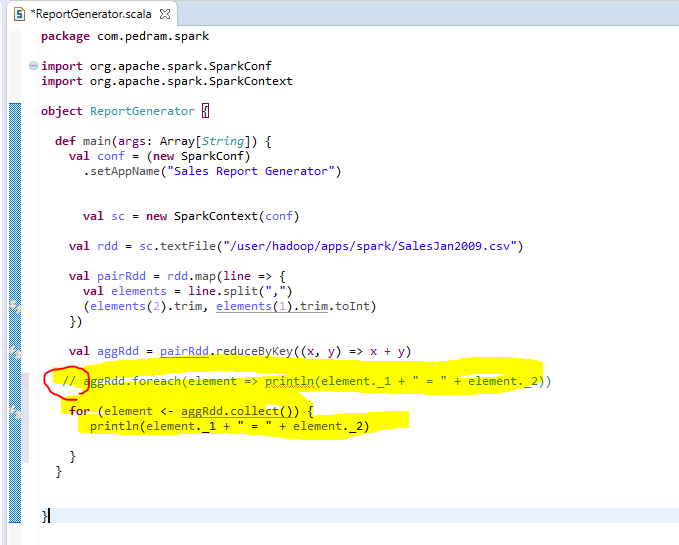 *ReportGenerator.scala
package com.pedram.spark
import org.apache.spark.SparkConf
import org.apache.spark.SparkContext
object ReportGenerator {
def main(args: Array[String]) {
val conf = (new SparkConf)
.setAppName("Sales Report Generator")
val sc = new SparkContext(conf)
val rdd = sc.textFile("/user/hadoop/apps/spark/SalesJan2009.csv")
val pairRdd = rdd.map(line => {
val elements = line.split(",")
(elements(2).trim, elements(1).trim.toInt)
})
val aggRdd = pairRdd.reduceByKey((x, y) => x + y)
// aggRdd.foreach(element => println(element._1 + " = " + element._2))
for (element <- aggRdd.collect()) {
println(element._1 + " = " + element._2)
}
}
}